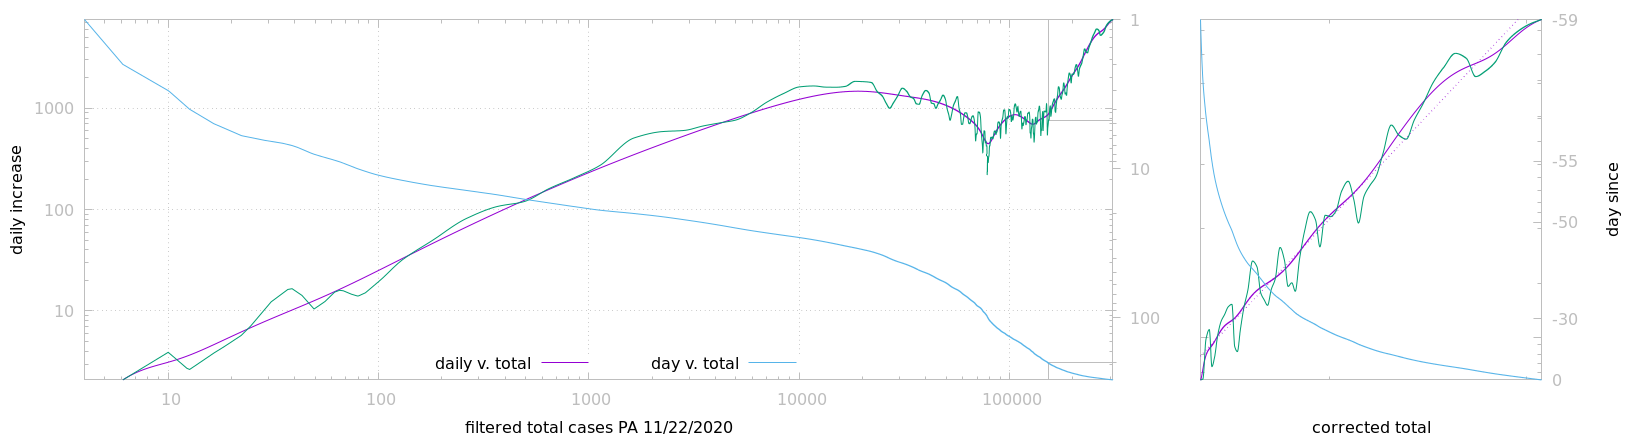 1
-59
1000
daily increase
10
-55
100
-50
day since
10
100
-30
daily v. total
day v. total
0
10
100
1000
10000
100000
filtered total cases PA 11/22/2020
corrected total